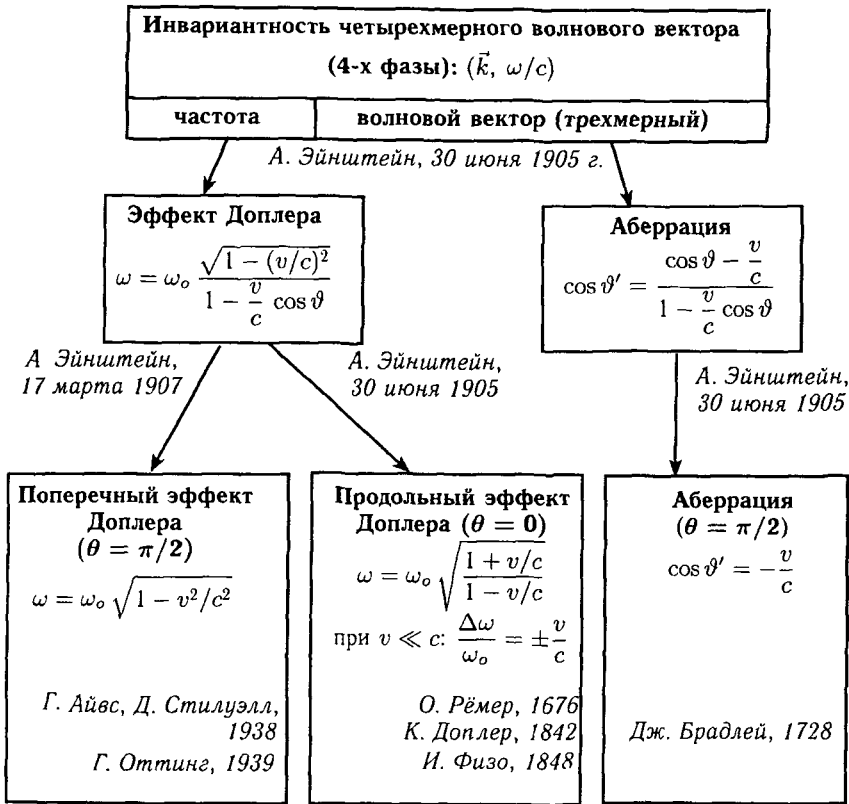 Инвариантность четырехмерного волнового вектора
(4-х фазы): (k⃗, ω/c)
частота
волновой вектор (трехмерный)
А. Эйнштейн, 30 июня 1905 г.
Эффект Доплера
ω = ω₀ √(1 − (v/c)²) / (1 − (v/c) cos ϑ)
Аберрация
cos ϑ′ = (cos ϑ − v/c) / (1 − (v/c) cos ϑ)
А Эйнштейн,
17 марта 1907
А. Эйнштейн,
30 июня 1905
А. Эйнштейн,
30 июня 1905
Поперечный эффект
Доплера
(θ = π/2)
ω = ω₀ √(1 − v²/c²)
Г. Айвс, Д. Стилуэлл,
1938
Г. Оттинг, 1939
Продольный эффект
Доплера (θ = 0)
ω = ω₀ √((1 + v/c) / (1 − v/c))
при v ≪ c: Δω/ω₀ = ±v/c
О. Рёмер, 1676
К. Доплер, 1842
И. Физо, 1848
Аберрация
(θ = π/2)
cos ϑ′ = −v/c
Дж. Брадлей, 1728